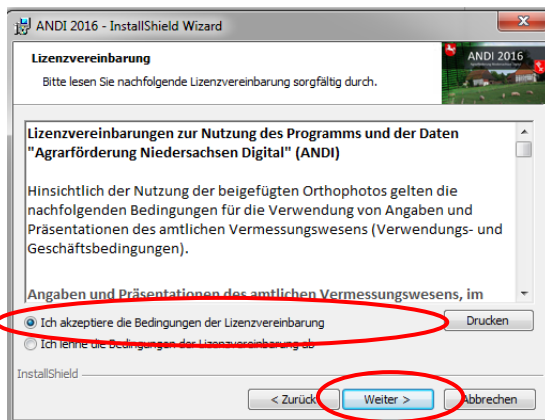 ANDI 2016 - InstallShield Wizard
Lizenzvereinbarung
Bitte lesen Sie nachfolgende Lizenzvereinbarung sorgfältig durch.
ANDI 2016
Lizenzvereinbarungen zur Nutzung des Programms und der Daten
"Agrarförderung Niedersachsen Digital" (ANDI)
Hinsichtlich der Nutzung der beigefügten Orthophotos gelten die
nachfolgenden Bedingungen für die Verwendung von Angaben und
Präsentationen des amtlichen Vermessungswesens (Verwendungs- und
Geschäftsbedingungen).
Angaben und Präsentationen des amtlichen Vermessungswesens, im
Ich akzeptiere die Bedingungen der Lizenzvereinbarung
Drucken
Ich lehne die Bedingungen der Lizenzvereinbarung ab
InstallShield
< Zurück
Weiter >
Abbrechen